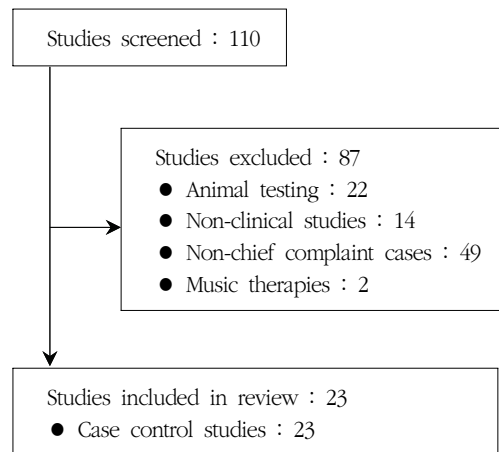 Studies screened : 110
Studies excluded : 87
● Animal testing : 22
● Non-clinical studies : 14
● Non-chief complaint cases : 49
● Music therapies : 2
Studies included in review : 23
● Case control studies : 23